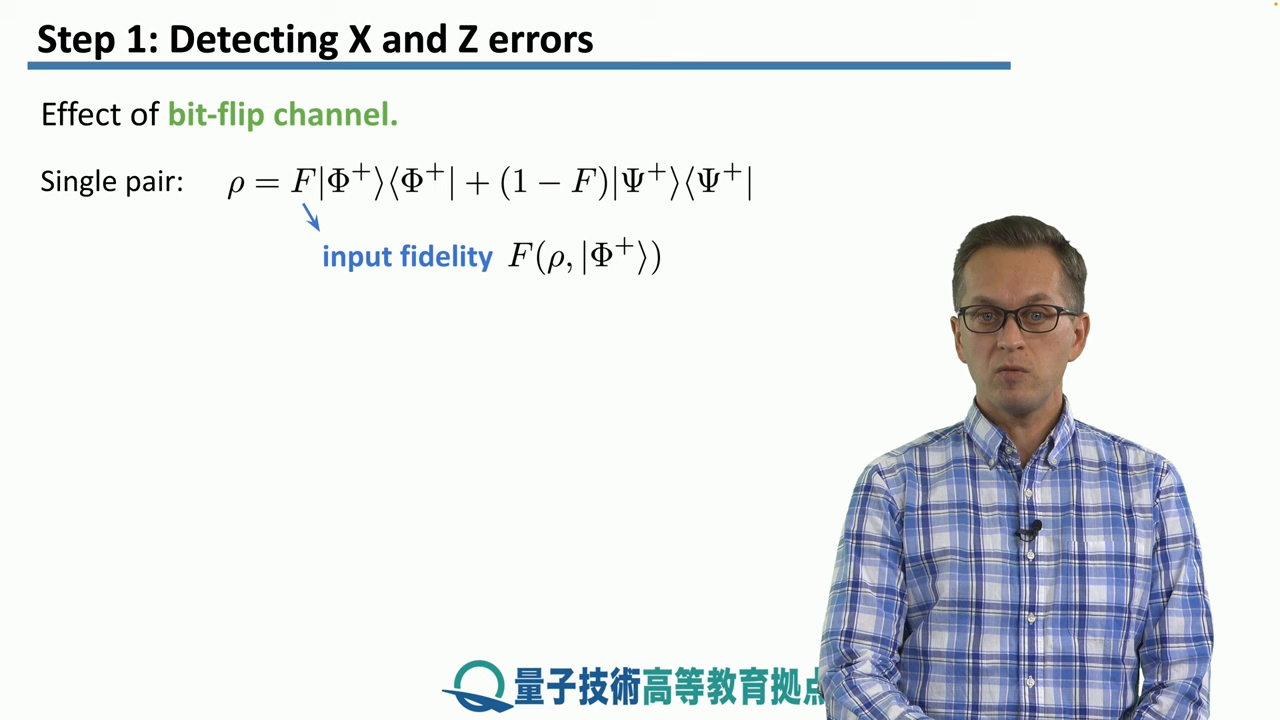 Step 1: Detecting X and Z errors
Effect of bit-flip channel.
Single pair: ρ = F|Φ⁺⟩⟨Φ⁺| + (1 − F)|Ψ⁺⟩⟨Ψ⁺|
input fidelity F(ρ, |Φ⁺⟩)
量子技術高等教育拠点